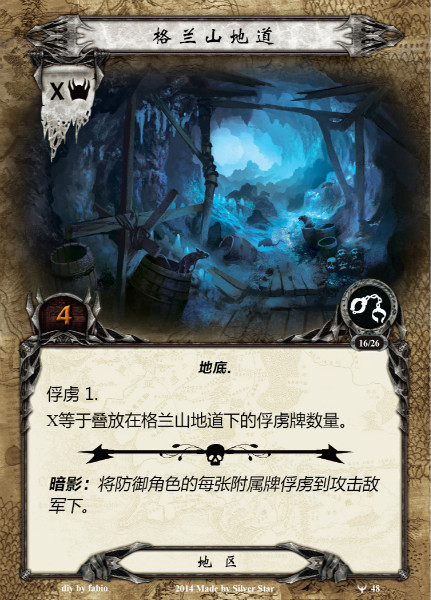 格兰山地道
X
4
16/26
地底.
俘虏 1.
X等于叠放在格兰山地道下的俘虏牌数量。
暗影：将防御角色的每张附属牌俘虏到攻击敌
军下。
地 区
diy by fabio
2014 Made by Silver Star
48